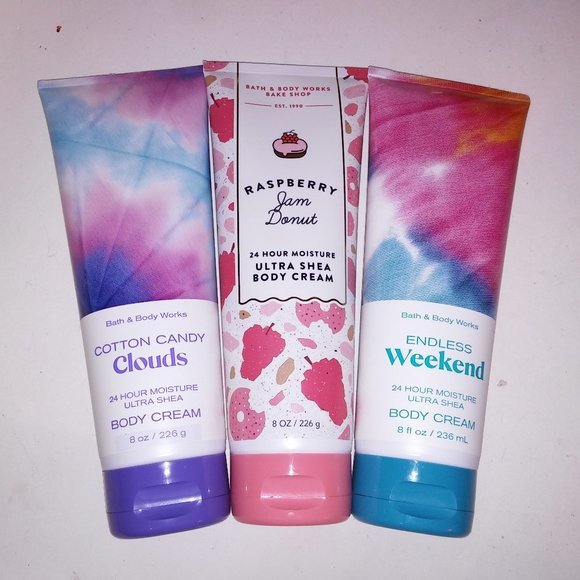 Bath & Body Works
COTTON CANDY
Clouds
24 HOUR MOISTURE
ULTRA SHEA
BODY CREAM
8 oz / 226 g
BATH & BODY WORKS
BAKE SHOP
EST. 1990
RASPBERRY
Jam
Donut
24 HOUR MOISTURE
ULTRA SHEA
BODY CREAM
8 OZ / 226 g
Bath & Body Works
ENDLESS
Weekend
24 HOUR MOISTURE
ULTRA SHEA
BODY CREAM
8 fl oz / 236 mL